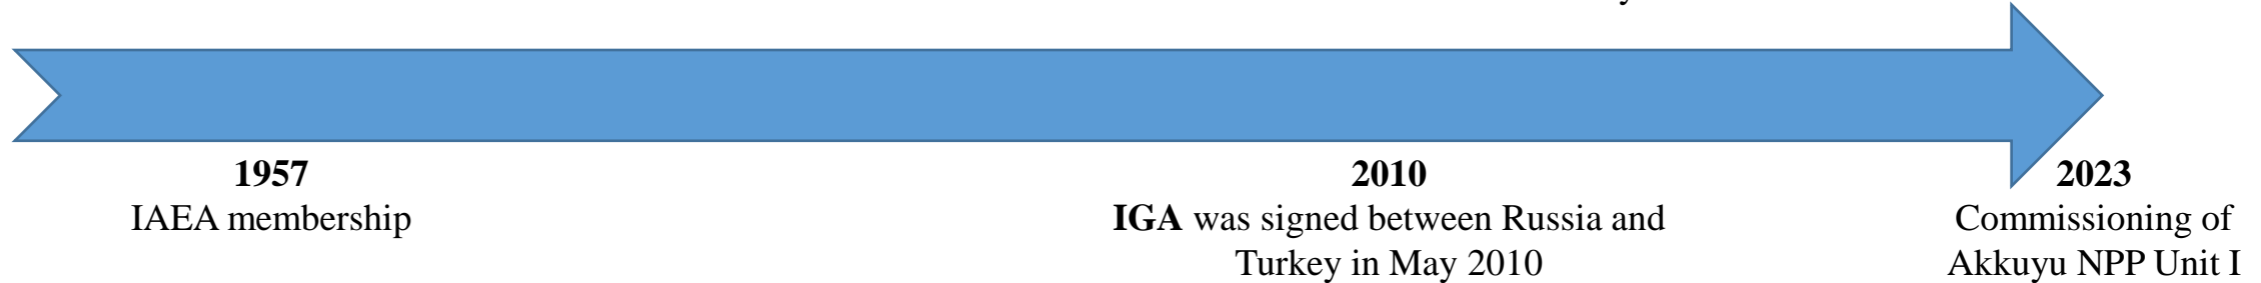 1957
IAEA membership
2010
IGA was signed between Russia and
Turkey in May 2010
2023
Commissioning of
Akkuyu NPP Unit I